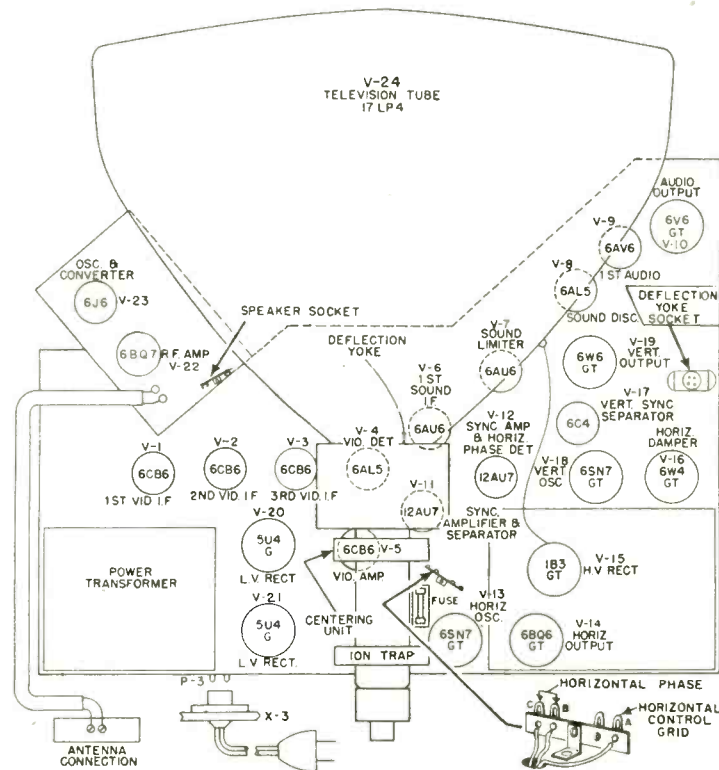 V-24
TELEVISION TUBE
17LP4
AUDIO
OUTPUT
6V6
GT
V-10
V-9
6AV6
1ST AUDIO
V-8
6AL5
SOUND DISC.
DEFLECTION
YOKE
SOCKET
OSC. &
CONVERTER
6J6
V-23
SPEAKER SOCKET
6BQ7
R.F. AMP
V-22
DEFLECTION
YOKE
V-7
SOUND
LIMITER
6AU6
V-6
1ST
SOUND
I.F.
6AU6
6W6
GT
V-19
VERT.
OUTPUT
V-17
VERT. SYNC
SEPARATOR
6C4
V-12
SYNC AMP
& HORIZ.
PHASE DET
12AU7
V-18
VERT
OSC
6SN7
GT
HORIZ
DAMPER
V-16
6W4
GT
V-1
6CB6
1ST VID I.F
V-2
6CB6
2ND VID. I.F
V-3
6CB6
3RD VID. I.F
V-4
VID. DET
6AL5
V-11
12AU7
SYNC.
AMPLIFIER &
SEPARATOR
V-20
5U4
G
L.V. RECT
6CB6
V-5
VID. AMP
POWER
TRANSFORMER
V-21
5U4
G
L.V. RECT.
CENTERING
UNIT
FUSE
V-13
HORIZ
OSC.
6SN7
GT
1B3
GT
V-15
H.V RECT
6BQ6
GT
V-14
HORIZ
OUTPUT
ION TRAP
P-3
X-3
ANTENNA
CONNECTION
HORIZONTAL PHASE
C
B
A
HORIZONTAL
CONTROL
GRID